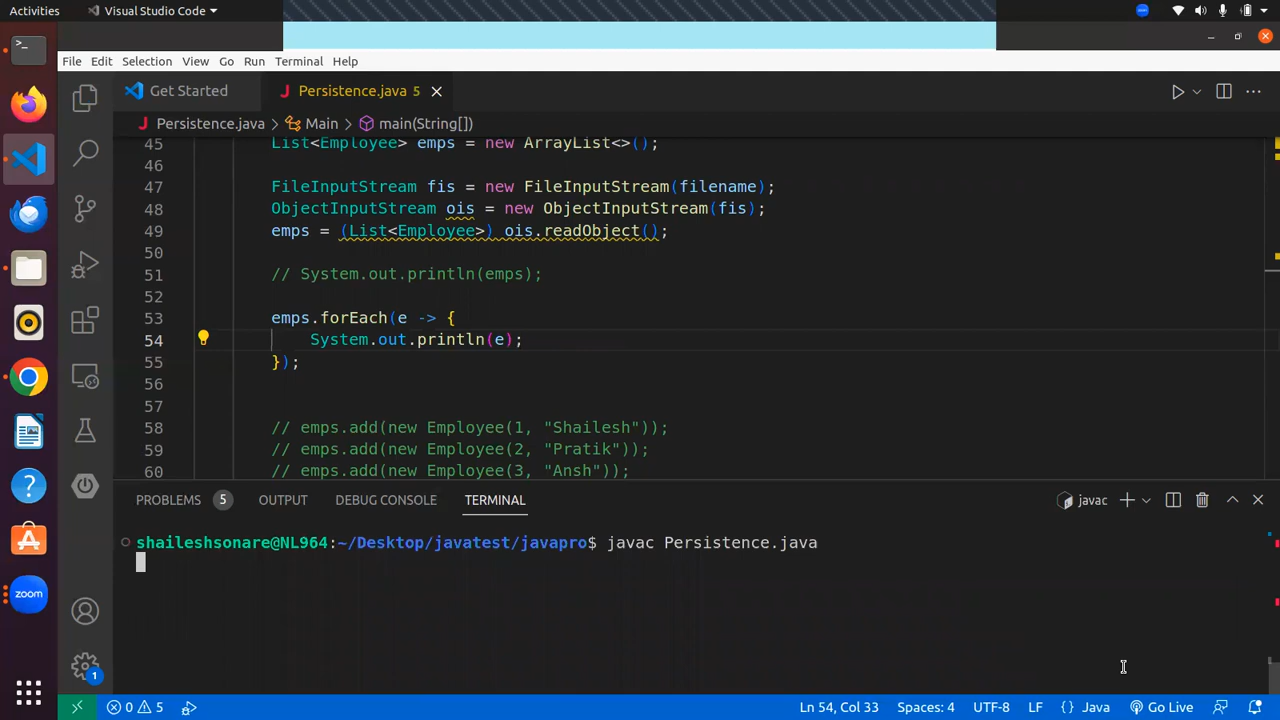 Activities Visual Studio Code
File Edit Selection View Go Run Terminal Help
Get Started Persistence.java 5
Persistence.java > Main > main(String[])
45 List<Employee> emps = new ArrayList<>();
46
47 FileInputStream fis = new FileInputStream(filename);
48 ObjectInputStream ois = new ObjectInputStream(fis);
49 emps = (List<Employee>) ois.readObject();
50
51 // System.out.println(emps);
52
53 emps.forEach(e -> {
54 System.out.println(e);
55 });
56
57
58 // emps.add(new Employee(1, "Shailesh"));
59 // emps.add(new Employee(2, "Pratik"));
60 // emps.add(new Employee(3, "Ansh"));
PROBLEMS 5 OUTPUT DEBUG CONSOLE TERMINAL javac
shaileshsonare@NL964:~/Desktop/javatest/javapro$ javac Persistence.java
zoom
1
0 5 Ln 54, Col 33 Spaces: 4 UTF-8 LF {} Java Go Live